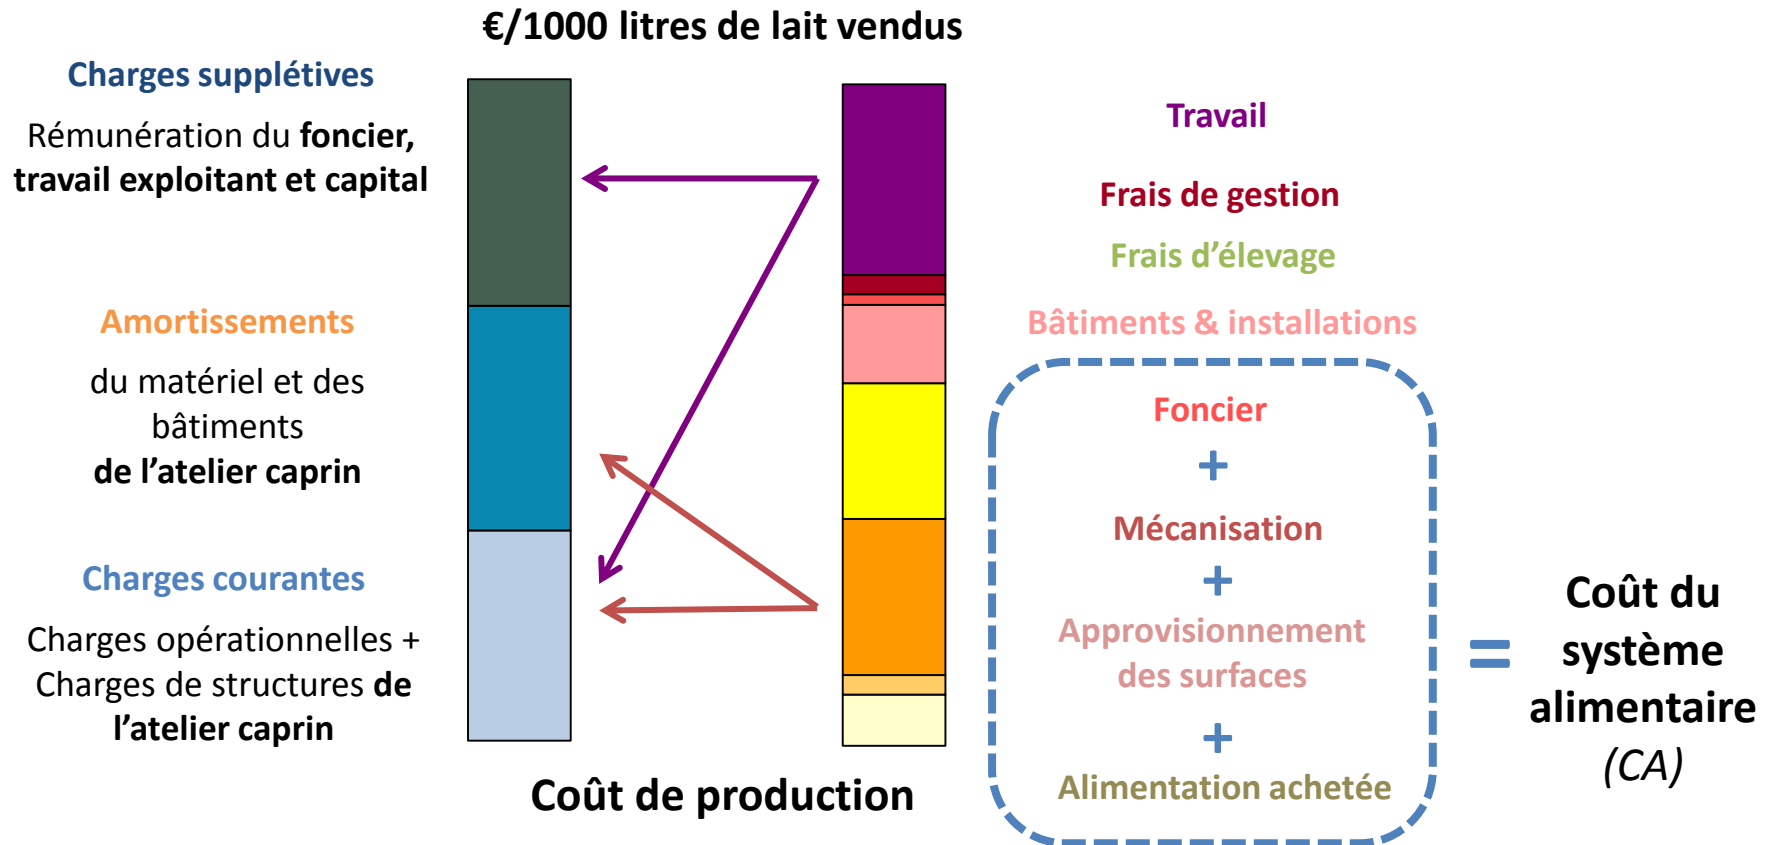 €/1000 litres de lait vendus
Charges supplétives
Rémunération du foncier,
travail exploitant et capital
Amortissements
du matériel et des
bâtiments
de l’atelier caprin
Charges courantes
Charges opérationnelles +
Charges de structures de
l’atelier caprin
Coût de production
Travail
Frais de gestion
Frais d’élevage
Bâtiments & installations
Foncier
+
Mécanisation
+
Approvisionnement
des surfaces
+
Alimentation achetée
=
Coût du
système
alimentaire
(CA)